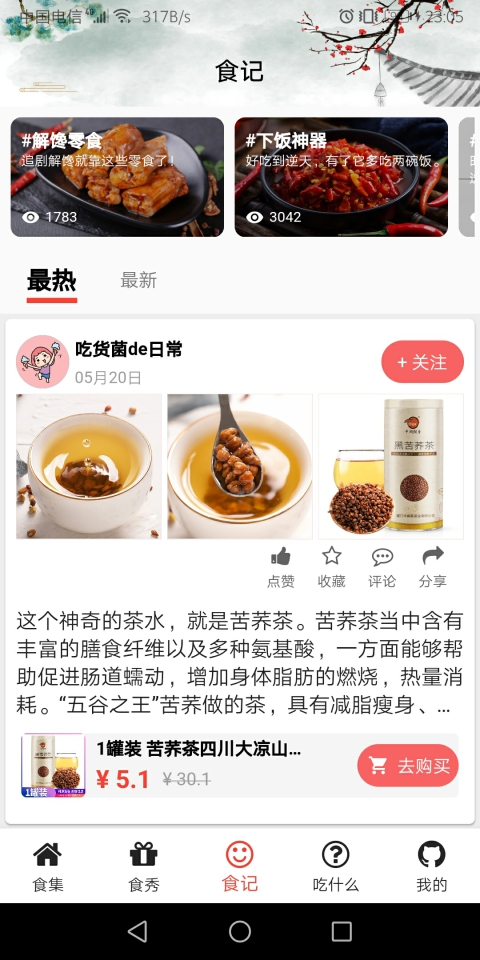 中国电信 4G 317B/s 23:05
食记
#解馋零食
追剧解馋就靠这些零食了!
1783
#下饭神器
好吃到逆天，有了它多吃两碗饭。
3042
最热 最新
吃货菌de日常
05月20日
+ 关注
黑苦荞茶
点赞 收藏 评论 分享
这个神奇的茶水，就是苦荞茶。苦荞茶当中含有
丰富的膳食纤维以及多种氨基酸，一方面能够帮
助促进肠道蠕动，增加身体脂肪的燃烧，热量消
耗。“五谷之王”苦荞做的茶，具有减脂瘦身、...
1罐装 苦荞茶四川大凉山...
¥ 5.1 ¥ 30.1
1罐装
去购买
食集 食秀 食记 吃什么 我的